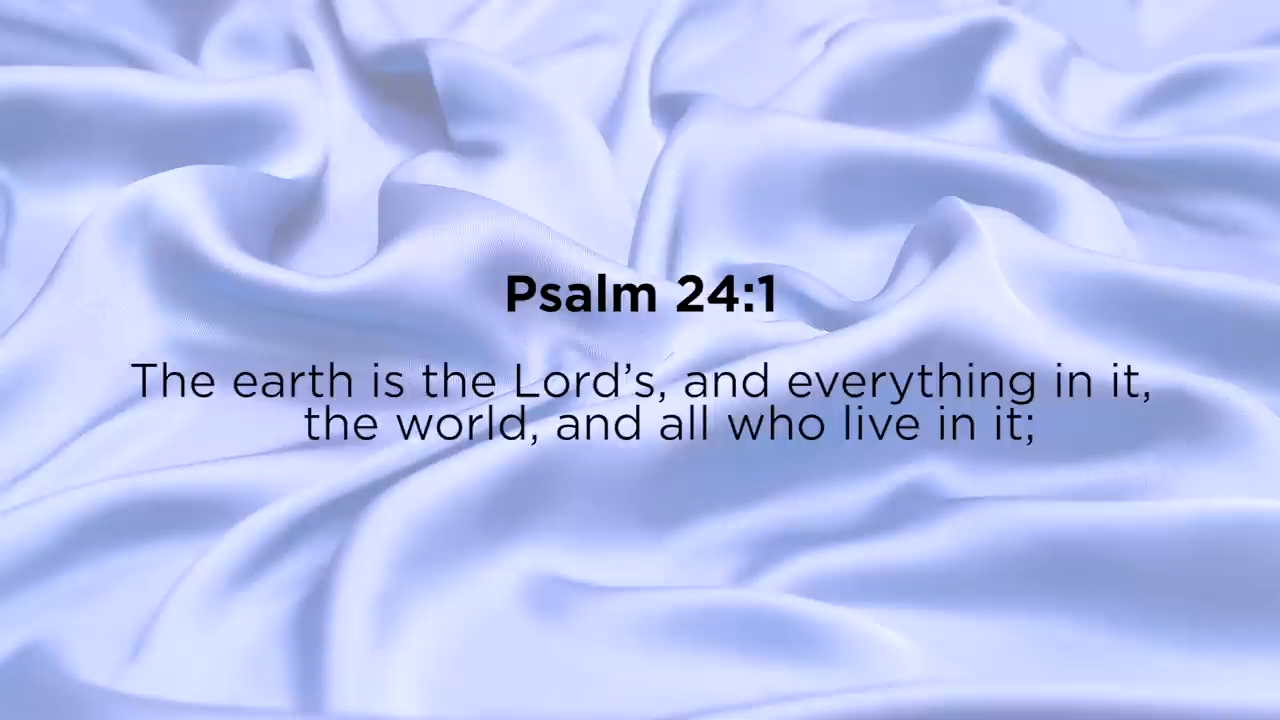 Psalm 24:1
The earth is the Lord’s, and everything in it,
the world, and all who live in it;